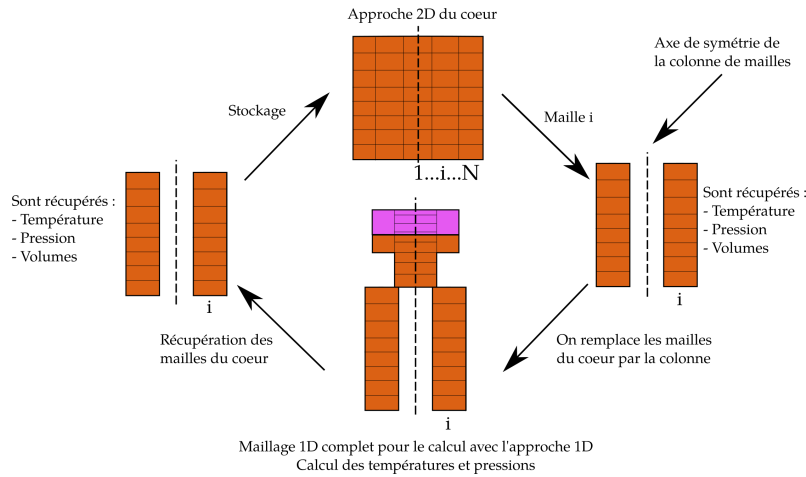 Approche 2D du coeur
Axe de symétrie de
la colonne de mailles
Stockage
Maille i
1...i...N
Sont récupérés :
- Température
- Pression
- Volumes
i
Sont récupérés :
- Température
- Pression
- Volumes
i
Récupération des
mailles du coeur
On remplace les mailles
du coeur par la colonne
i
Maillage 1D complet pour le calcul avec l'approche 1D
Calcul des températures et pressions